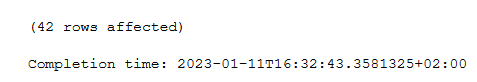 (42 rows affected)
Completion time: 2023-01-11T16:32:43.3581325+02:00